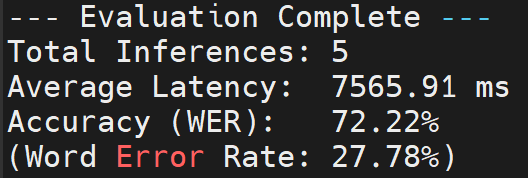 --- Evaluation Complete ---
Total Inferences: 5
Average Latency:  7565.91 ms
Accuracy (WER):   72.22%
(Word Error Rate: 27.78%)